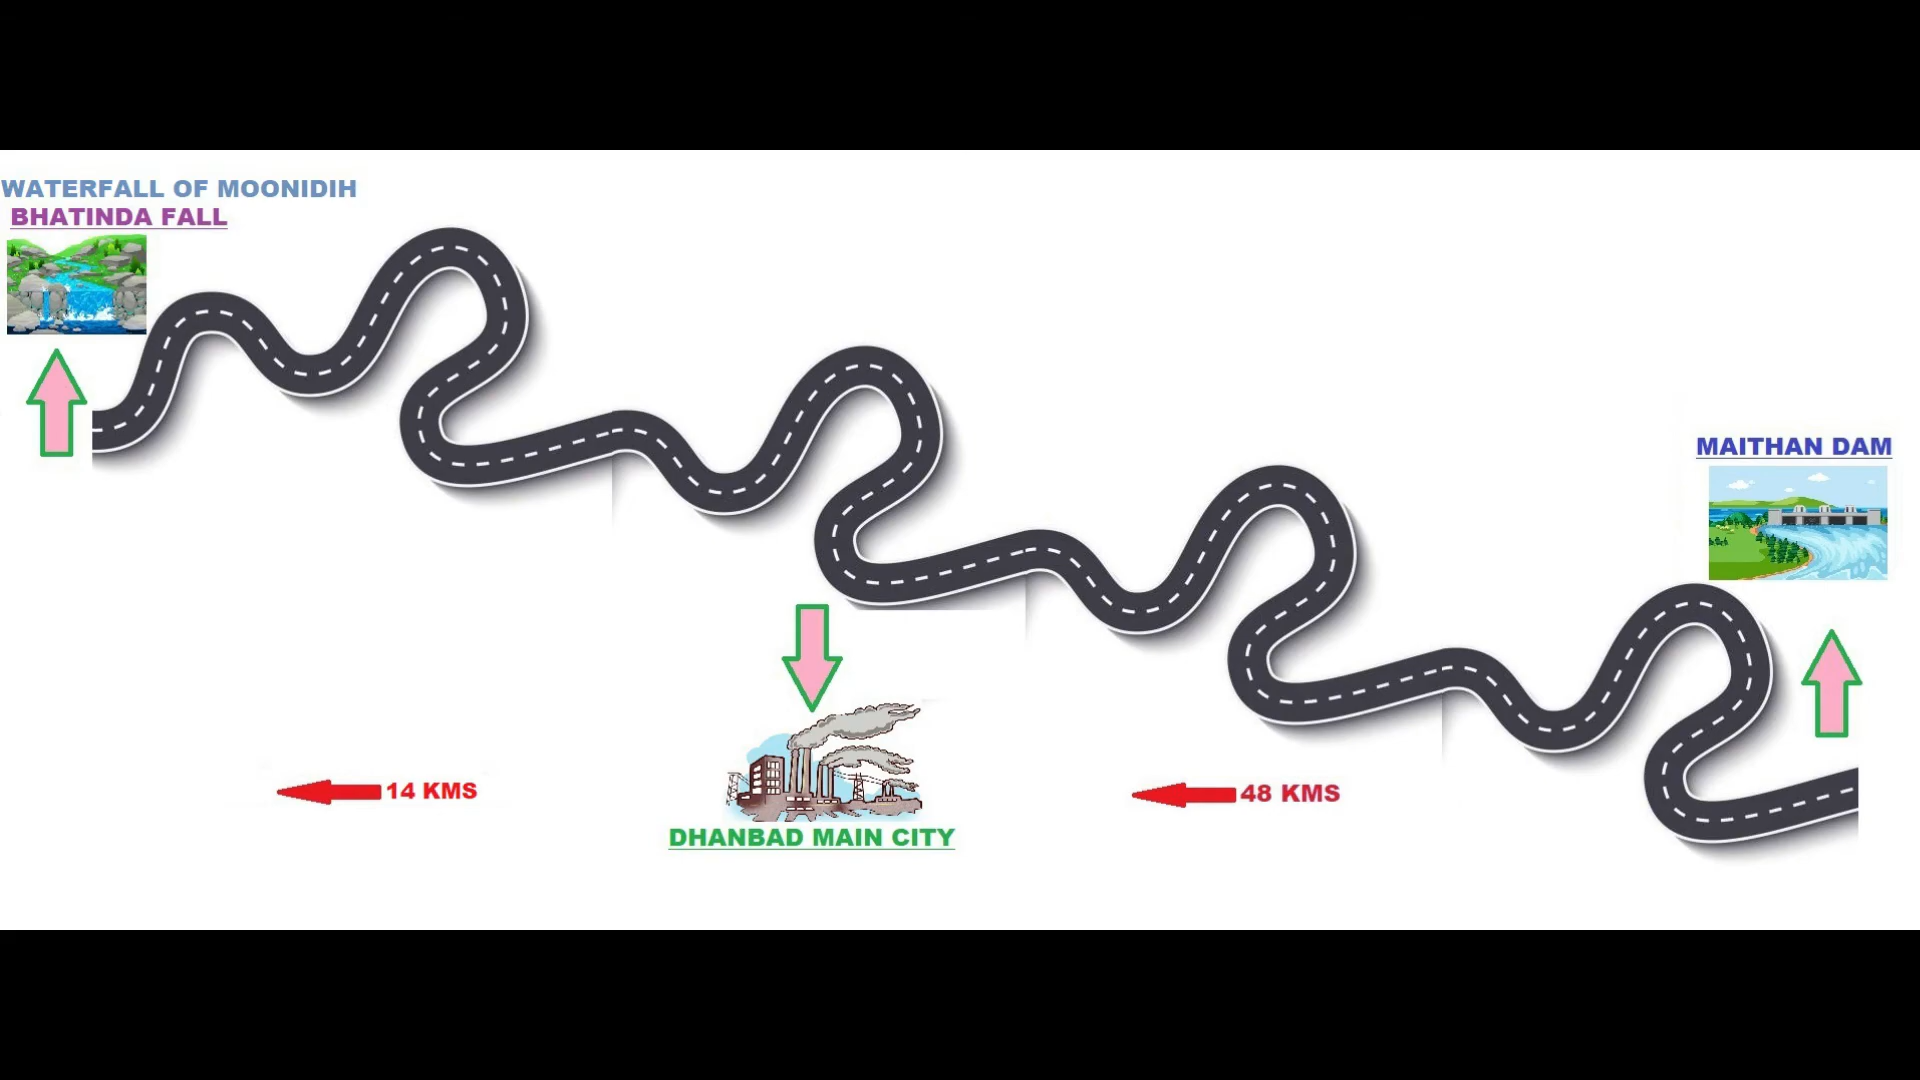 WATERFALL OF MOONIDIH
BHATINDA FALL
MAITHAN DAM
14 KMS
48 KMS
DHANBAD MAIN CITY